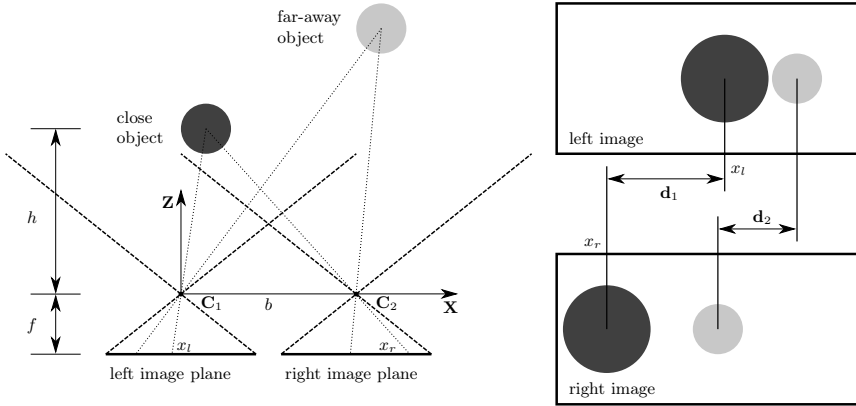 far-away
object
close
object
h
Z
C1
b
C2
X
f
xl
xr
left image plane
right image plane
left image
xl
d1
d2
xr
right image